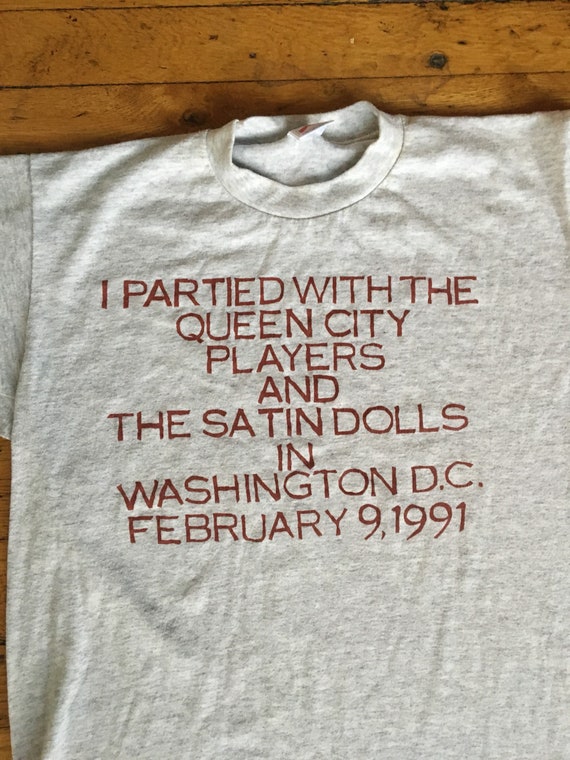 I PARTIED WITH THE
QUEEN CITY
PLAYERS
AND
THE SATIN DOLLS
IN
WASHINGTON D.C.
FEBRUARY 9, 1991